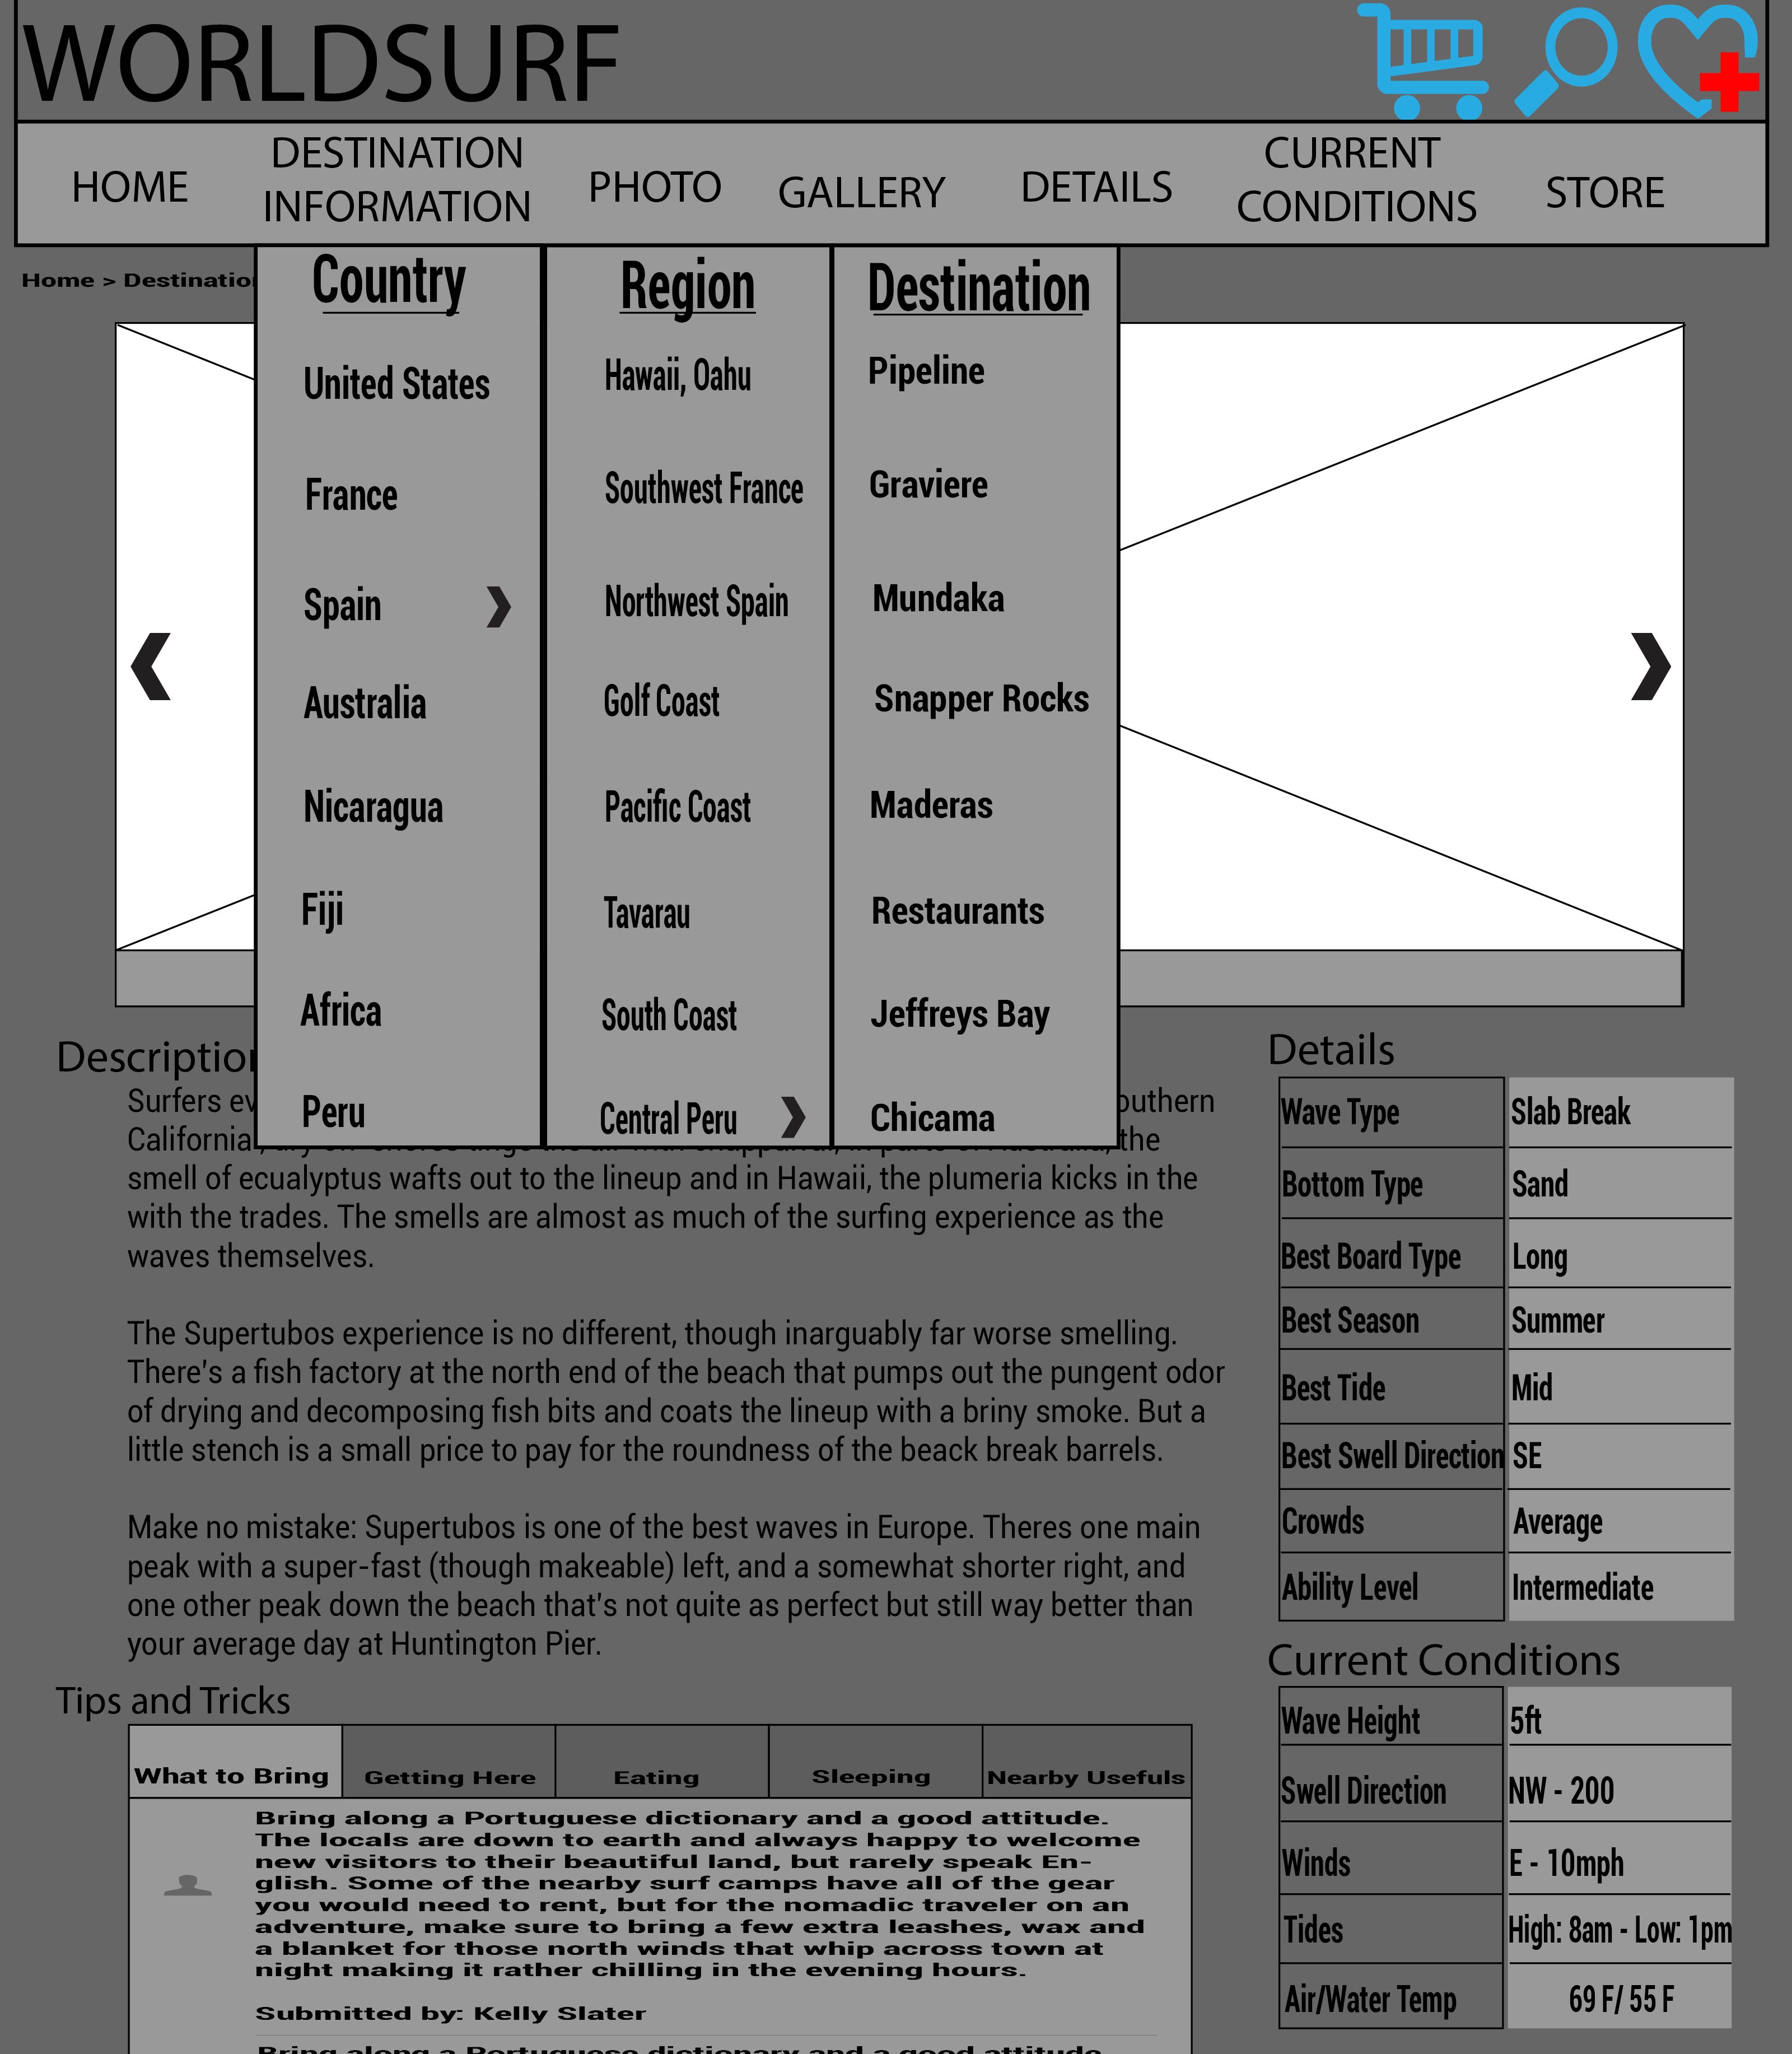 WORLDSURF
HOME
DESTINATION
INFORMATION
PHOTO
GALLERY
DETAILS
CURRENT
CONDITIONS
STORE
Home > Destination
Country
United States
France
Spain
Australia
Nicaragua
Fiji
Africa
Peru
Region
Hawaii, Oahu
Southwest France
Northwest Spain
Golf Coast
Pacific Coast
Tavarau
South Coast
Central Peru
Destination
Pipeline
Graviere
Mundaka
Snapper Rocks
Maderas
Restaurants
Jeffreys Bay
Chicama
Description
Surfers
California, the
smell of ecualyptus wafts out to the lineup and in Hawaii, the plumeria kicks in the
with the trades. The smells are almost as much of the surfing experience as the
waves themselves.
The Supertubos experience is no different, though inarguably far worse smelling.
There's a fish factory at the north end of the beach that pumps out the pungent odor
of drying and decomposing fish bits and coats the lineup with a briny smoke. But a
little stench is a small price to pay for the roundness of the beack break barrels.
Make no mistake: Supertubos is one of the best waves in Europe. Theres one main
peak with a super-fast (though makeable) left, and a somewhat shorter right, and
one other peak down the beach that's not quite as perfect but still way better than
your average day at Huntington Pier.
Details
Wave Type Slab Break
Bottom Type Sand
Best Board Type Long
Best Season Summer
Best Tide Mid
Best Swell Direction SE
Crowds Average
Ability Level Intermediate
Current Conditions
Wave Height 5ft
Swell Direction NW - 200
Winds E - 10mph
Tides High: 8am - Low: 1pm
Air/Water Temp 69 F/ 55 F
Tips and Tricks
What to Bring Getting Here Eating Sleeping Nearby Usefuls
Bring along a Portuguese dictionary and a good attitude.
The locals are down to earth and always happy to welcome
new visitors to their beautiful land, but rarely speak En-
glish. Some of the nearby surf camps have all of the gear
you would need to rent, but for the nomadic traveler on an
adventure, make sure to bring a few extra leashes, wax and
a blanket for those north winds that whip across town at
night making it rather chilling in the evening hours.
Submitted by: Kelly Slater
Bring along a Portuguese dictionary and a good attitude.